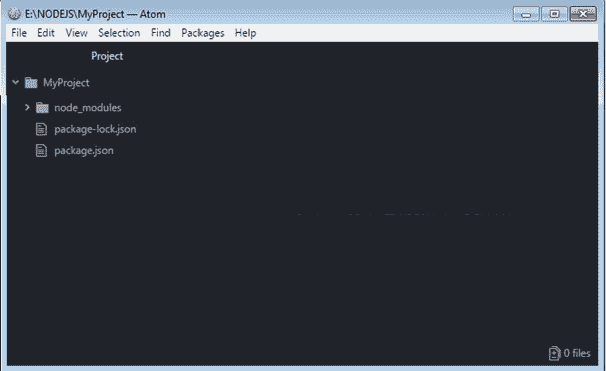 E:\NODEJS\MyProject — Atom
File Edit View Selection Find Packages Help
Project
MyProject
node_modules
package-lock.json
package.json
0 files